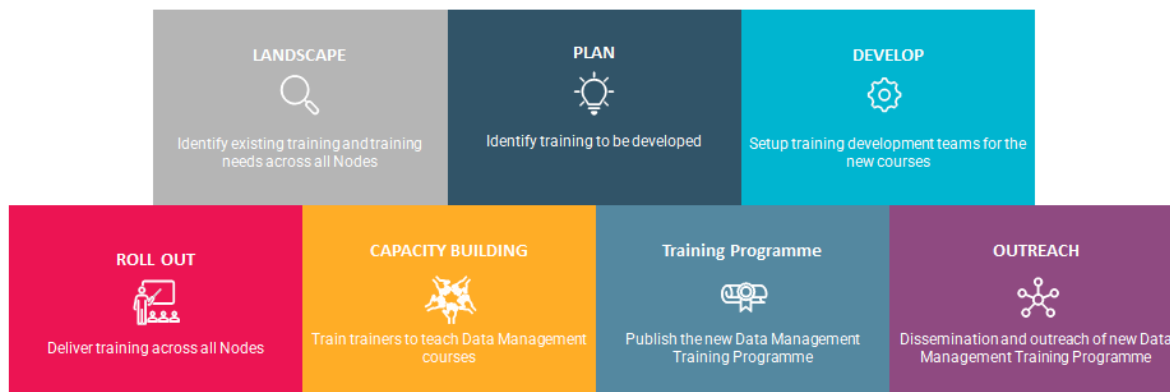 LANDSCAPE
Identify existing training and training
needs across all Nodes
PLAN
Identify training to be developed
DEVELOP
Setup training development teams for the
new courses
ROLL OUT
Deliver training across all Nodes
CAPACITY BUILDING
Train trainers to teach Data Management
courses
Training Programme
Publish the new Data Management
Training Programme
OUTREACH
Dissemination and outreach of new Data
Management Training Programme